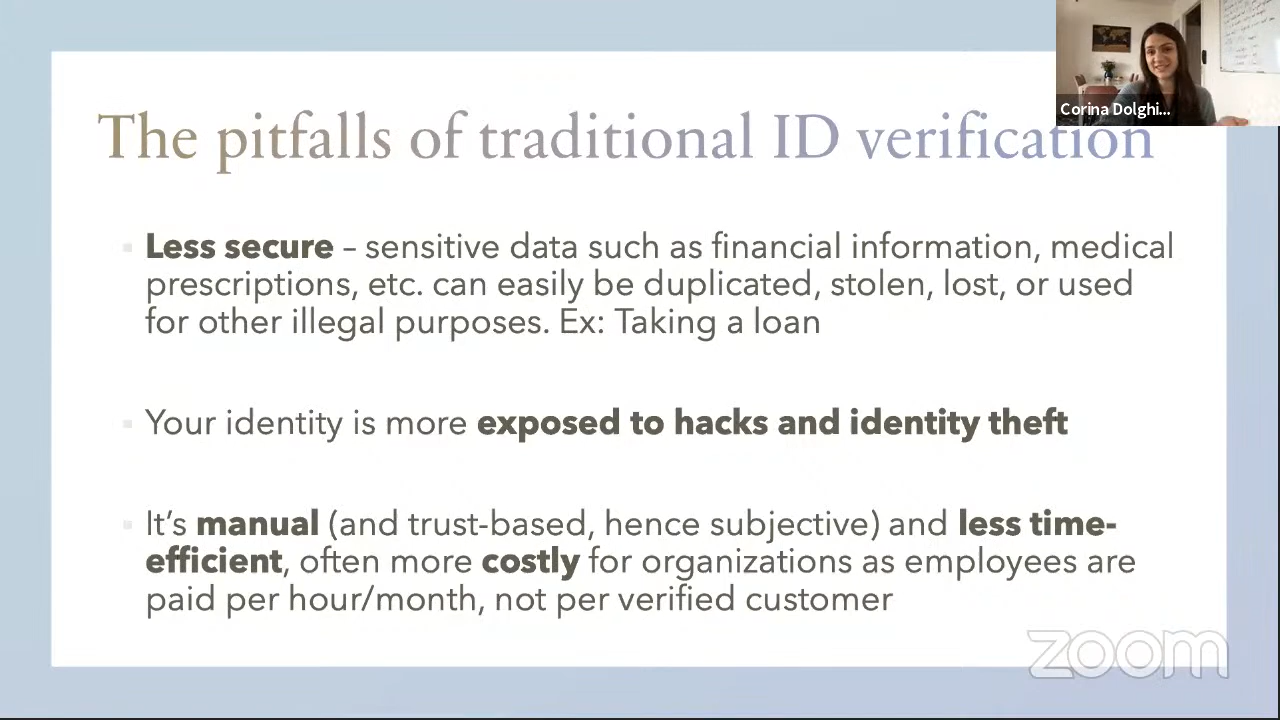 The pitfalls of traditional ID verification
Corina Dolghi...
Less secure – sensitive data such as financial information, medical
prescriptions, etc. can easily be duplicated, stolen, lost, or used
for other illegal purposes. Ex: Taking a loan
Your identity is more exposed to hacks and identity theft
It’s manual (and trust-based, hence subjective) and less time-
efficient, often more costly for organizations as employees are
paid per hour/month, not per verified customer
zoom